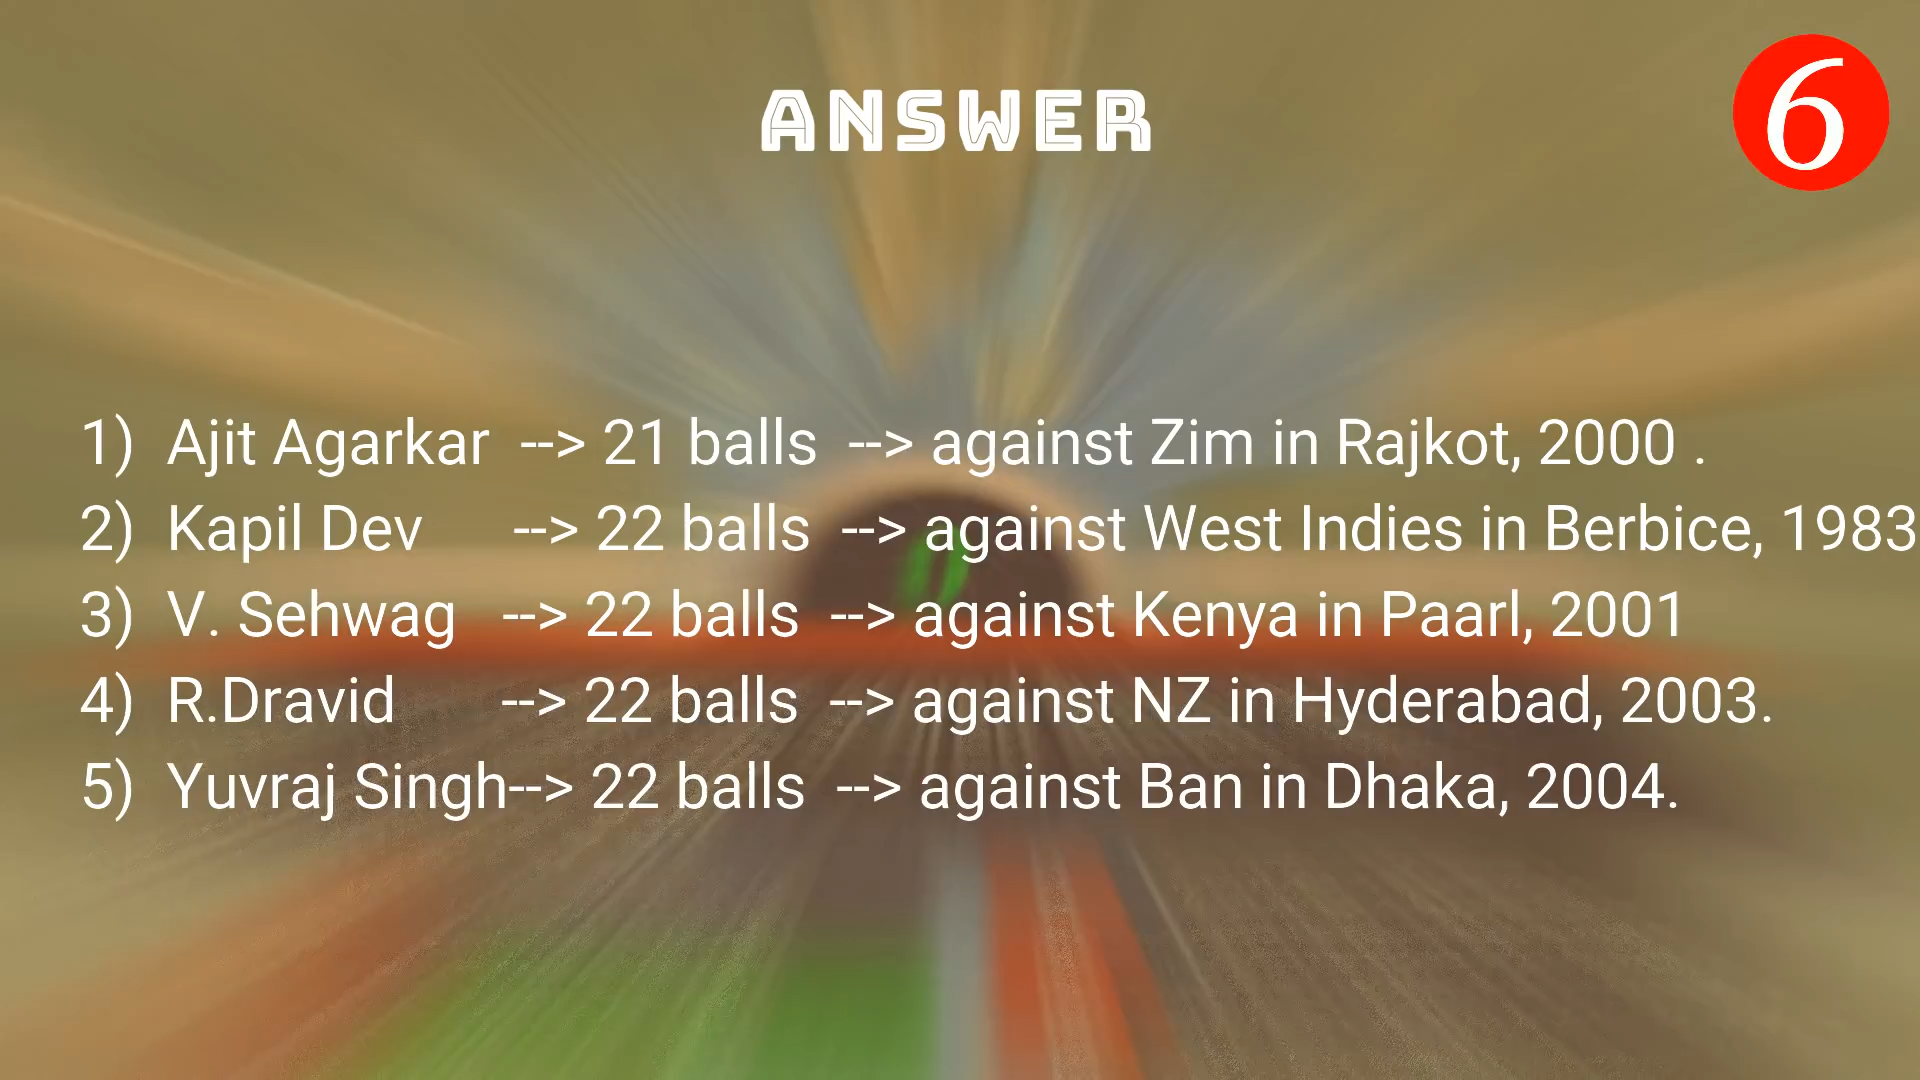 6
ANSWER
1) Ajit Agarkar --> 21 balls --> against Zim in Rajkot, 2000 .
2) Kapil Dev --> 22 balls --> against West Indies in Berbice, 1983
3) V. Sehwag --> 22 balls --> against Kenya in Paarl, 2001
4) R.Dravid --> 22 balls --> against NZ in Hyderabad, 2003.
5) Yuvraj Singh--> 22 balls --> against Ban in Dhaka, 2004.